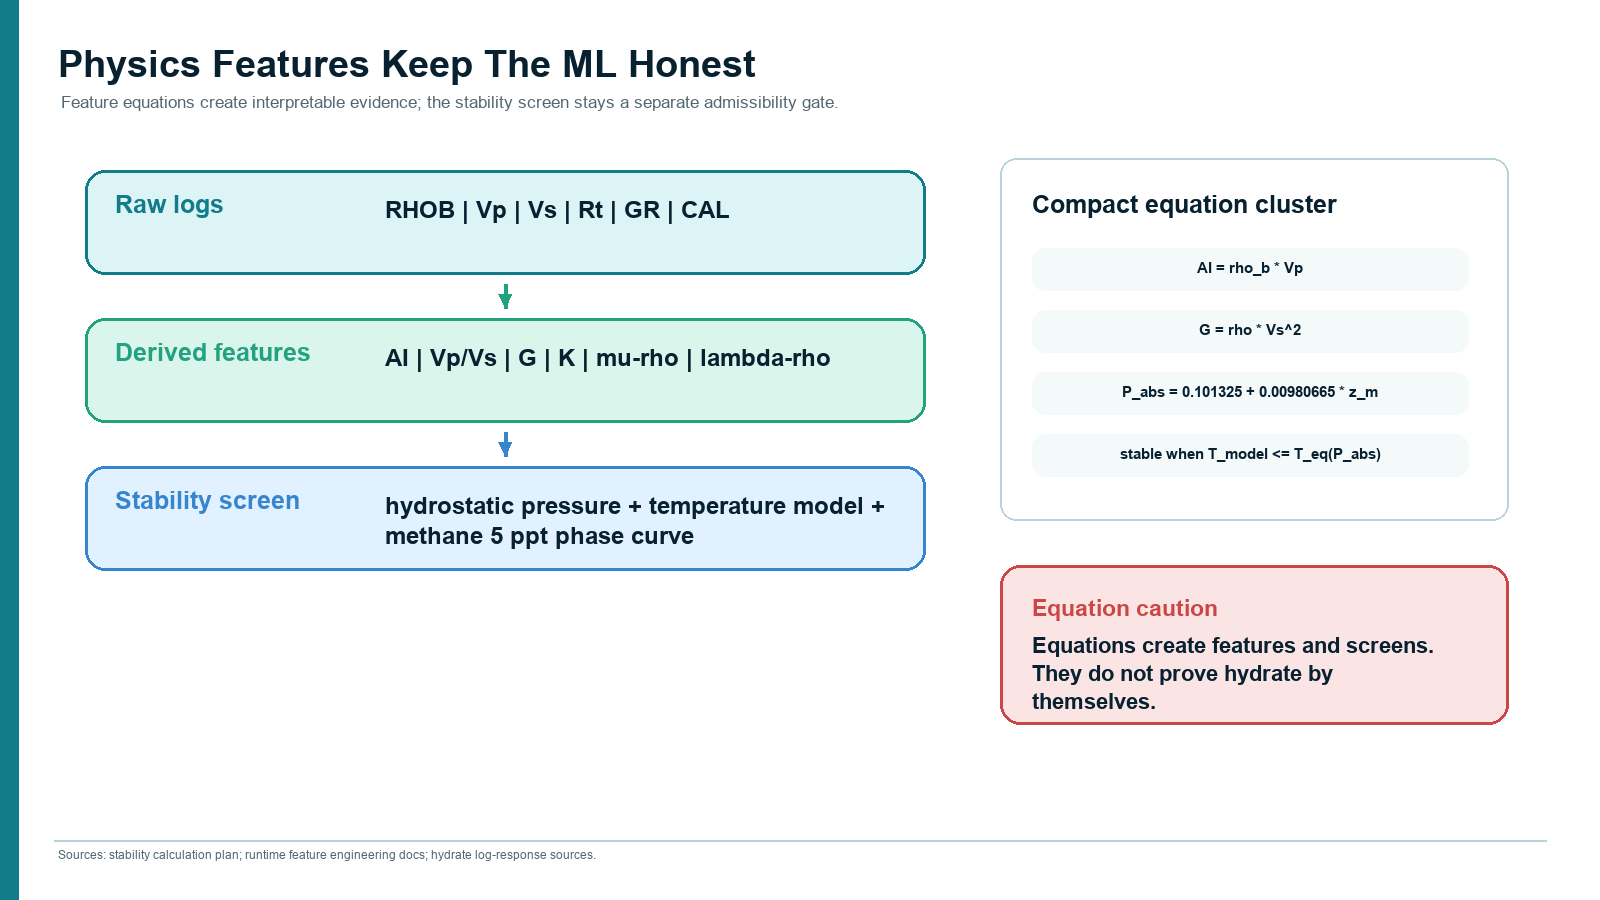 Physics Features Keep The ML Honest
Feature equations create interpretable evidence; the stability screen stays a separate admissibility gate.
Raw logs
RHOB | Vp | Vs | Rt | GR | CAL
Derived features
AI | Vp/Vs | G | K | mu-rho | lambda-rho
Stability screen
hydrostatic pressure + temperature model +
methane 5 ppt phase curve
Compact equation cluster
AI = rho_b * Vp
G = rho * Vs^2
P_abs = 0.101325 + 0.00980665 * z_m
stable when T_model <= T_eq(P_abs)
Equation caution
Equations create features and screens.
They do not prove hydrate by
themselves.
Sources: stability calculation plan; runtime feature engineering docs; hydrate log-response sources.